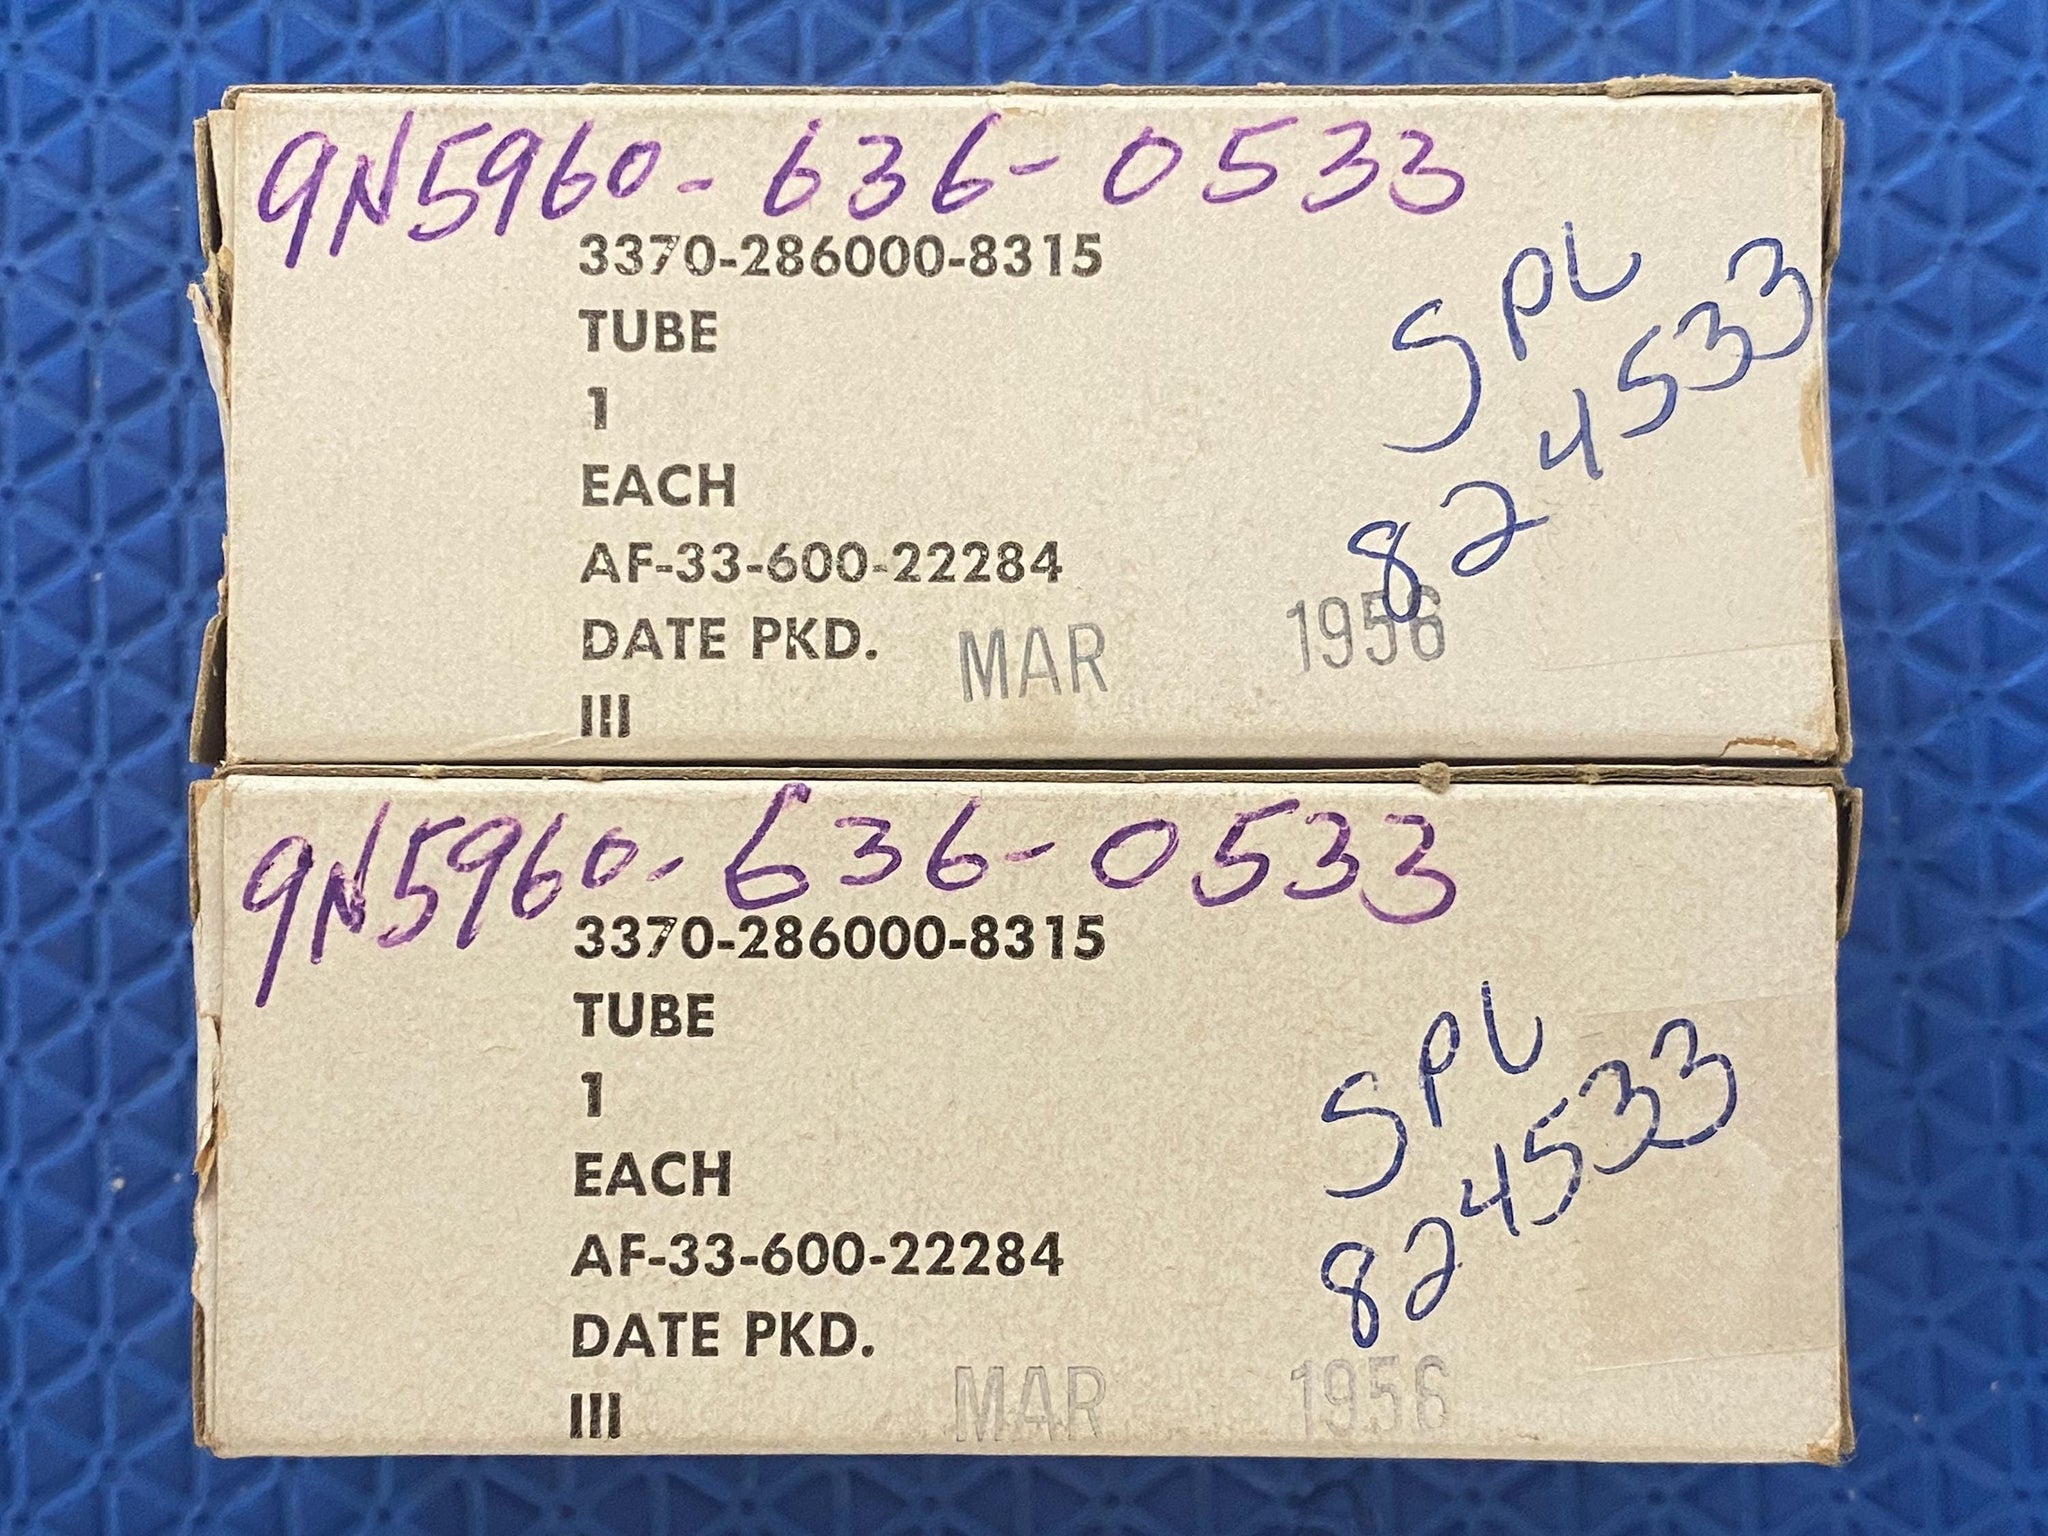 9N5960-636-0533
3370-286000-8315
TUBE
1
EACH
AF-33-600-22284
DATE PKD. MAR 1956
III
SPL
824533
9N5960-636-0533
3370-286000-8315
TUBE
1
EACH
AF-33-600-22284
DATE PKD.
MAR 1956
III
SPL
824533